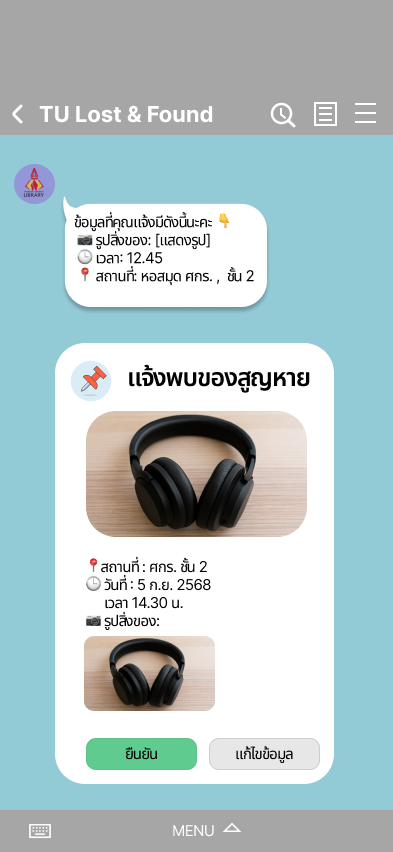 TU Lost & Found
LIBRARY
ข้อมูลที่คุณแจ้งมีดังนี้นะคะ 👇
📷 รูปสิ่งของ: [แสดงรูป]
🕒 เวลา: 12.45
📍 สถานที่: หอสมุด ศกร. , ชั้น 2
แจ้งพบของสูญหาย
📍สถานที่ : ศกร. ชั้น 2
🕒 วันที่ : 5 ก.ย. 2568
เวลา 14.30 น.
📷 รูปสิ่งของ:
ยืนยัน
แก้ไขข้อมูล
MENU